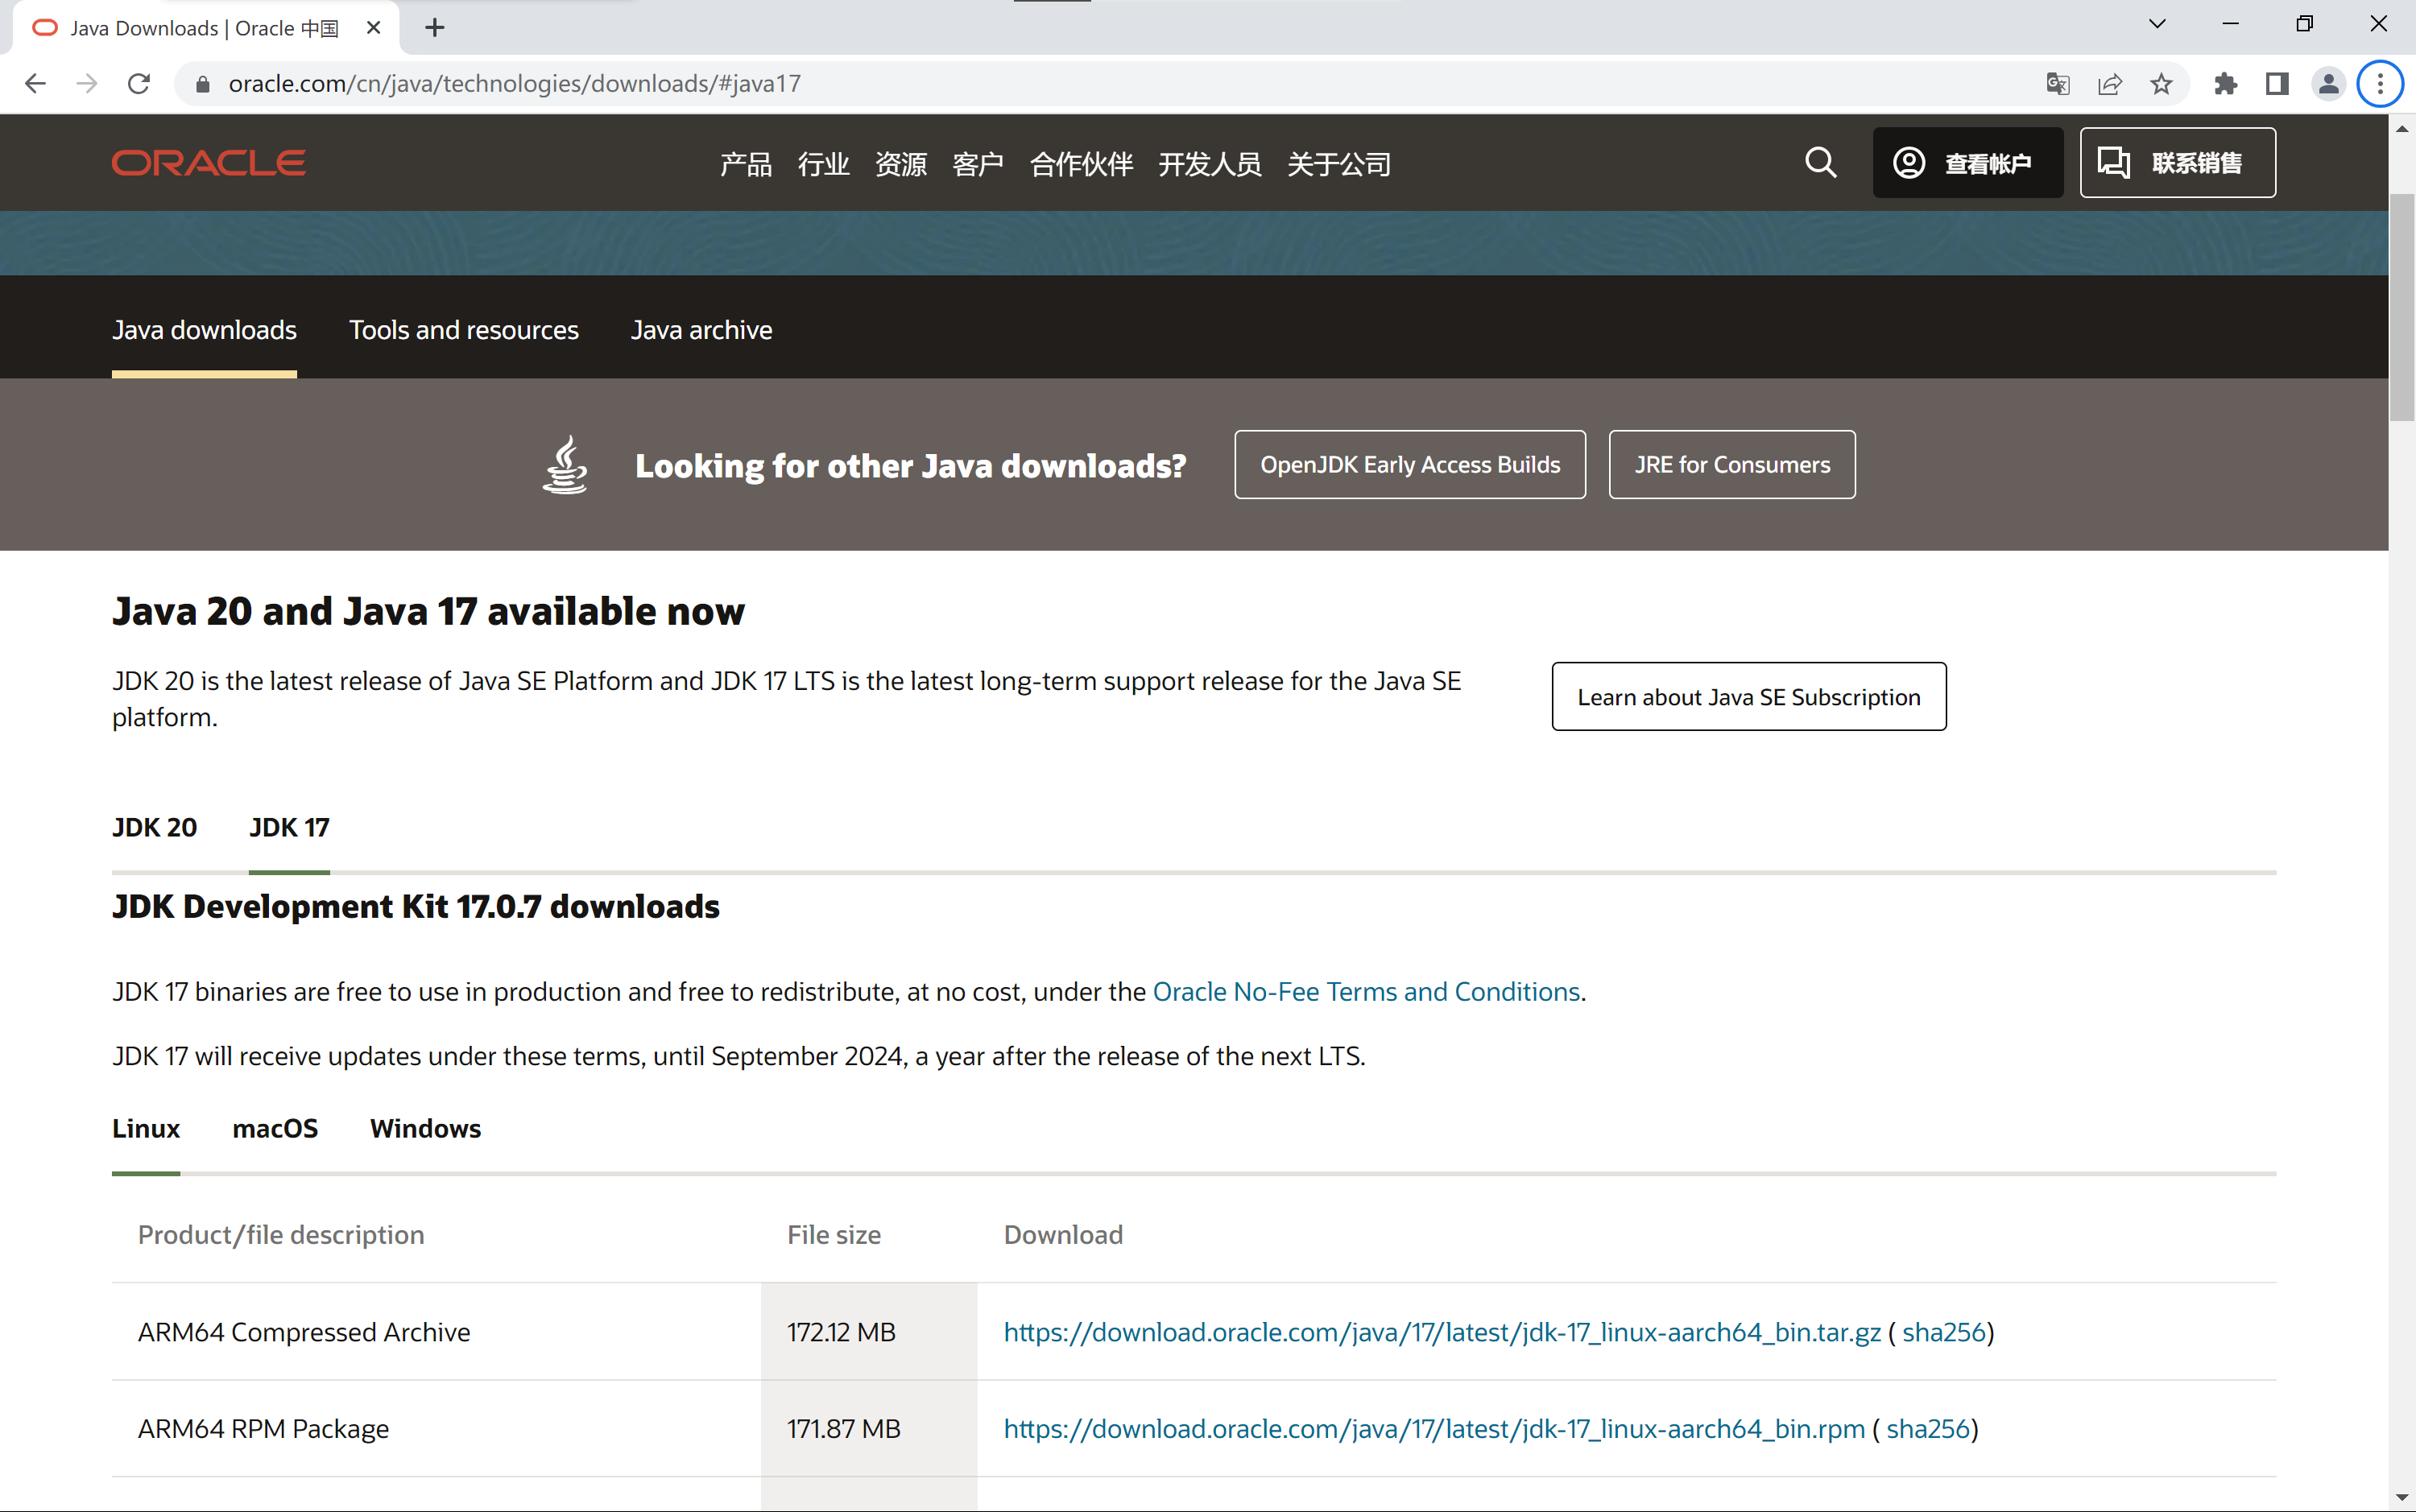 Java Downloads | Oracle 中国
oracle.com/cn/java/technologies/downloads/#java17
ORACLE 产品 行业 资源 客户 合作伙伴 开发人员 关于公司 查看帐户 联系销售
Java downloads Tools and resources Java archive
Looking for other Java downloads? OpenJDK Early Access Builds JRE for Consumers
Java 20 and Java 17 available now
JDK 20 is the latest release of Java SE Platform and JDK 17 LTS is the latest long-term support release for the Java SE
platform.
Learn about Java SE Subscription
JDK 20 JDK 17
JDK Development Kit 17.0.7 downloads
JDK 17 binaries are free to use in production and free to redistribute, at no cost, under the Oracle No-Fee Terms and Conditions.
JDK 17 will receive updates under these terms, until September 2024, a year after the release of the next LTS.
Linux macOS Windows
Product/file description File size Download
ARM64 Compressed Archive 172.12 MB https://download.oracle.com/java/17/latest/jdk-17_linux-aarch64_bin.tar.gz ( sha256)
ARM64 RPM Package 171.87 MB https://download.oracle.com/java/17/latest/jdk-17_linux-aarch64_bin.rpm ( sha256)